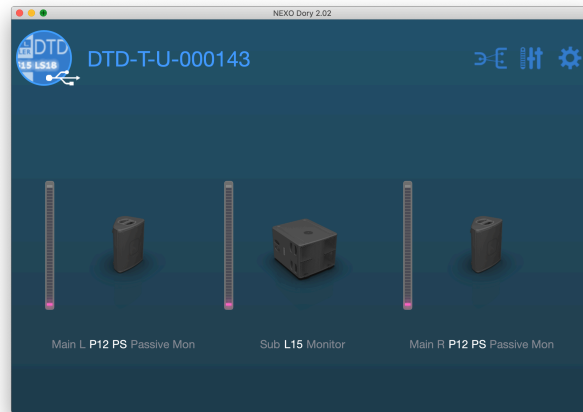 NEXO Dory 2.02
DTD
P15 LS18
DTD-T-U-000143
Main L P12 PS Passive Mon
Sub L15 Monitor
Main R P12 PS Passive Mon